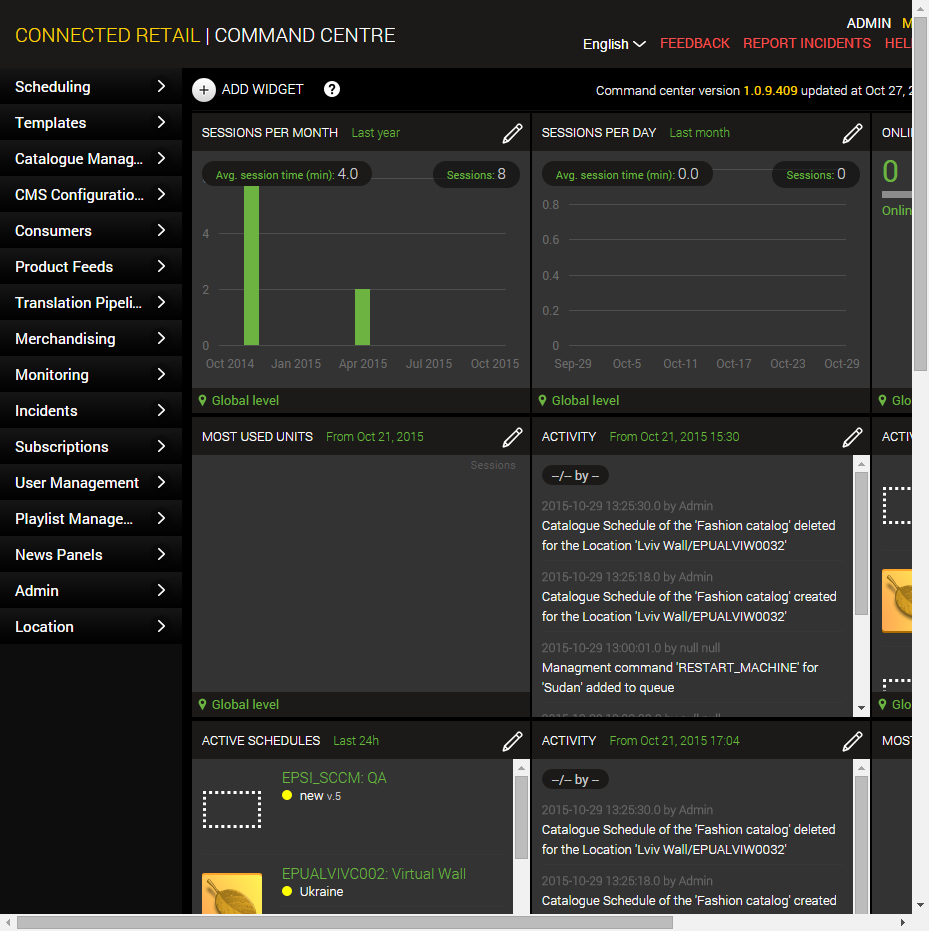 CONNECTED RETAIL | COMMAND CENTRE
ADMIN
English
FEEDBACK
REPORT INCIDENTS
Scheduling
Templates
Catalogue Manag...
CMS Configuratio...
Consumers
Product Feeds
Translation Pipeli...
Merchandising
Monitoring
Incidents
Subscriptions
User Management
Playlist Manage...
News Panels
Admin
Location
+ ADD WIDGET ?
Command center version 1.0.9.409 updated at Oct 27,
SESSIONS PER MONTH Last year
Avg. session time (min): 4.0
Sessions: 8
4
2
0
Oct 2014 Jan 2015 Apr 2015 Jul 2015 Oct 2015
Global level
SESSIONS PER DAY Last month
Avg. session time (min): 0.0
Sessions: 0
0.8
0.6
0.4
0.2
0
Sep-29 Oct-5 Oct-11 Oct-17 Oct-23 Oct-29
Global level
0
MOST USED UNITS From Oct 21, 2015
Sessions
Global level
ACTIVITY From Oct 21, 2015 15:30
--/-- by --
2015-10-29 13:25:30.0 by Admin
Catalogue Schedule of the 'Fashion catalog' deleted
for the Location 'Lviv Wall/EPUALVIW0032'
2015-10-29 13:25:18.0 by Admin
Catalogue Schedule of the 'Fashion catalog' created
for the Location 'Lviv Wall/EPUALVIW0032'
2015-10-29 13:00:01.0 by null null
Managment command 'RESTART_MACHINE' for
'Sudan' added to queue
ACTIVE SCHEDULES Last 24h
EPSI_SCCM: QA
new v.5
EPUALVIVC002: Virtual Wall
Ukraine
ACTIVITY From Oct 21, 2015 17:04
--/-- by --
2015-10-29 13:25:30.0 by Admin
Catalogue Schedule of the 'Fashion catalog' deleted
for the Location 'Lviv Wall/EPUALVIW0032'
2015-10-29 13:25:18.0 by Admin
Catalogue Schedule of the 'Fashion catalog' created